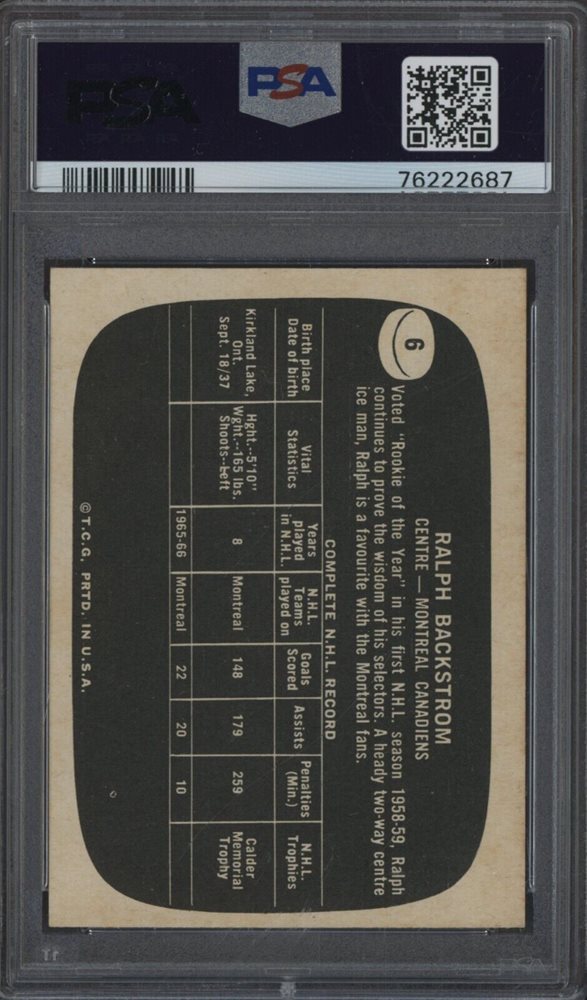 PSA
PSA
76222687
6
RALPH BACKSTROM
CENTRE — MONTREAL CANADIENS
Voted "Rookie of the Year" in his first N.H.L. season 1958-59, Ralph
continues to prove the wisdom of his selectors. A heady two-way centre
ice man, Ralph is a favourite with the Montreal fans.
COMPLETE N.H.L. RECORD
Birth place Date of birth Vital Statistics Years played in N.H.L. N.H.L. Teams played on Goals Scored Assists Penalties (Min.) N.H.L. Trophies
Kirkland Lake, Ont. Sept. 18/37 Hght.--5'10" Wght.--165 lbs. Shoots--Left 8 Montreal 148 179 259 Calder Memorial Trophy
1965-66 Montreal 22 20 10
© T.C.G. PRTD. IN U.S.A.